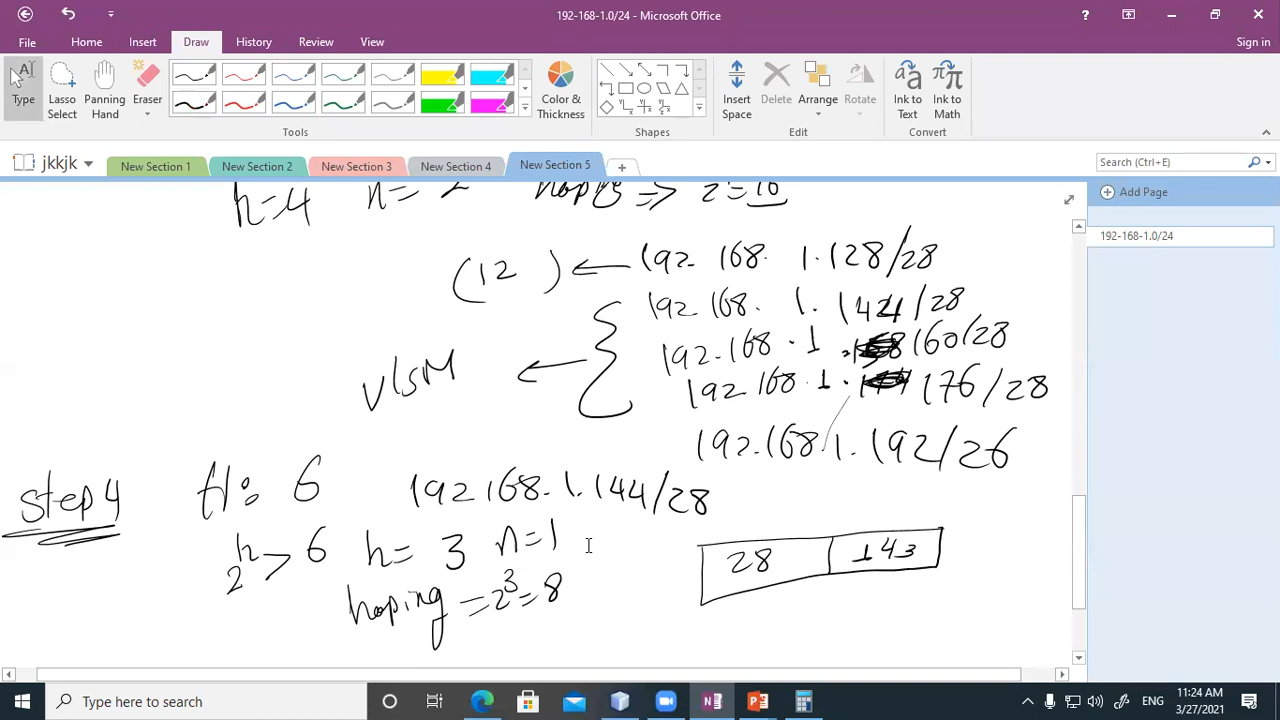 192-168-1.0/24 - Microsoft Office
File Home Insert Draw History Review View Sign in
Type Lasso Select Panning Hand Eraser Color & Thickness Insert Space Delete Arrange Rotate Ink to Text Ink to Math
Tools Shapes Edit Convert
jkkjk New Section 1 New Section 2 New Section 3 New Section 4 New Section 5 Search (Ctrl+E)
Add Page
192-168-1.0/24
h=4 n=2 =16
(12 ) ← 192. 168. 1.128/28
192.168. 1. 144/28
192.168.1 160/28
vlsM
192.168.1. 176/28
192.168.1.192/26
step4 H: 6 192 168.1.144/28
2^h > 6 h= 3 n=1
28 1+3
hoping = 2^3 = 8
Type here to search
ENG
11:24 AM
3/27/2021